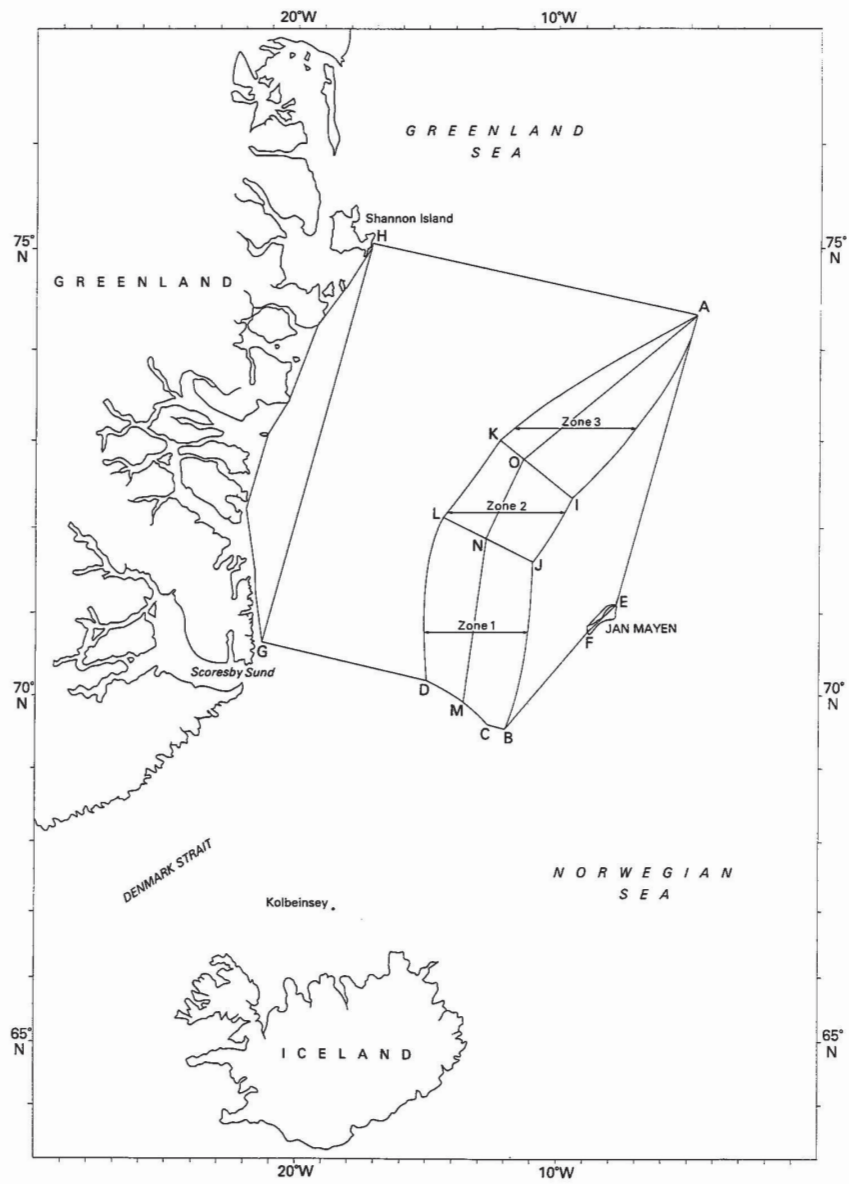 20°W 10°W
GREENLAND
SEA
Shannon Island
H
75°
N
75°
N
GREENLAND
A
Zone 3
K
O
I
Zone 2
L
N
J
E
JAN MAYEN
F
Zone 1
G
Scoresby Sund
D
70°
N
70°
N
M
C
B
DENMARK STRAIT
NORWEGIAN
SEA
Kolbeinsey
65°
N
65°
N
ICELAND
20°W 10°W